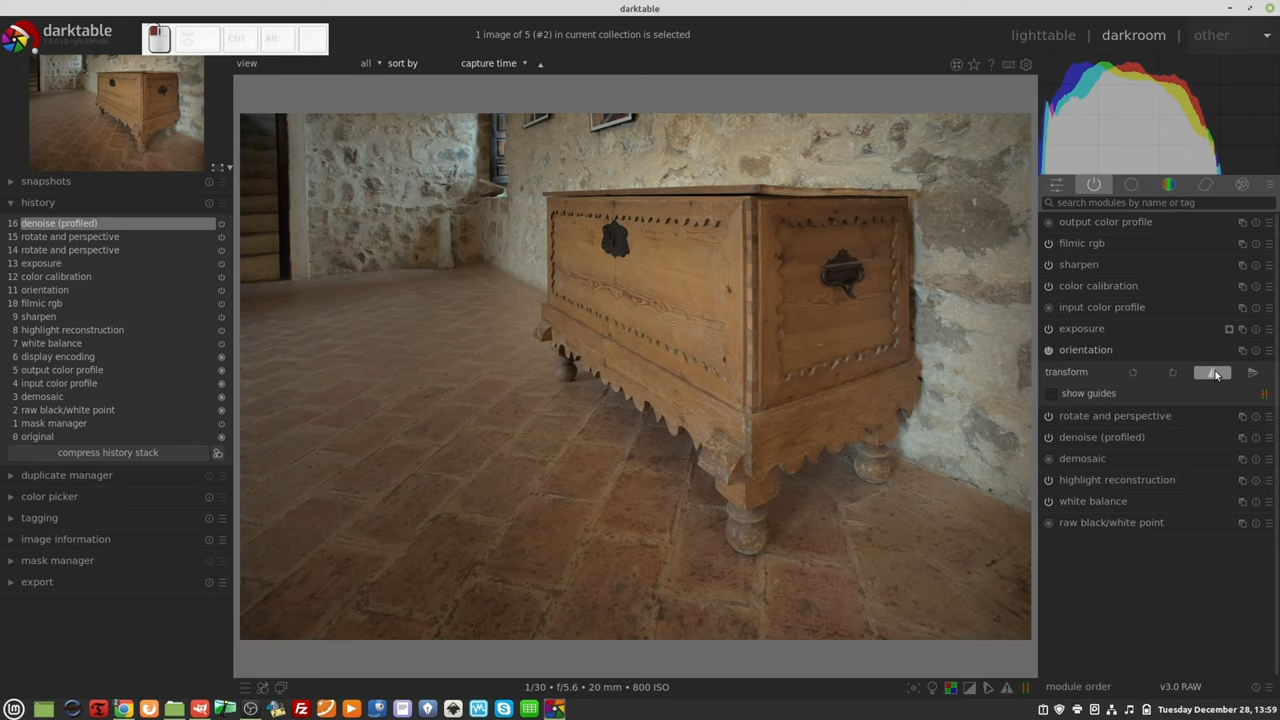 darktable
darktable
Ctrl
Alt
1 image of 5 (#2) in current collection is selected
lighttable | darkroom | other
view
all
sort by
capture time
snapshots
history
16 denoise (profiled)
15 rotate and perspective
14 rotate and perspective
13 exposure
12 color calibration
11 orientation
10 filmic rgb
9 sharpen
8 highlight reconstruction
7 white balance
6 display encoding
5 output color profile
4 input color profile
3 demosaic
2 raw black/white point
1 mask manager
0 original
compress history stack
duplicate manager
color picker
tagging
image information
mask manager
export
search modules by name or tag
output color profile
filmic rgb
sharpen
color calibration
input color profile
exposure
orientation
transform
show guides
rotate and perspective
denoise (profiled)
demosaic
highlight reconstruction
white balance
raw black/white point
1/30 • f/5.6 • 20 mm • 800 ISO
module order
v3.0 RAW
Tuesday December 28, 13:59